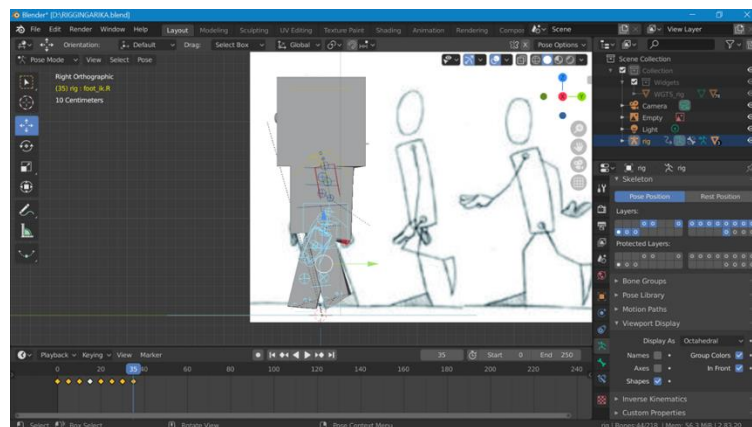 Blender* [D:\RIGGINGARIKA.blend]
File Edit Render Window Help Layout Modeling Sculpting UV Editing Texture Paint Shading Animation Rendering Compo Scene View Layer
Orientation: Default Drag: Select Box Global Pose Options
Pose Mode View Select Pose
Right Orthographic
(35) rig : foot_ik.R
10 Centimeters
Scene Collection
Collection
Widgets
WGTS_rig
Camera
Empty
Light
rig
rig rig
Skeleton
Pose Position Rest Position
Layers:
Protected Layers:
Bone Groups
Pose Library
Motion Paths
Viewport Display
Display As Octahedral
Names Group Colors
Axes In Front
Shapes
Inverse Kinematics
Custom Properties
Playback Keying View Marker 35 Start 0 End 250
0 20 35 60 80 100 120 140 160 180 200 220 240
Select Box Select Rotate View Pose Context Menu